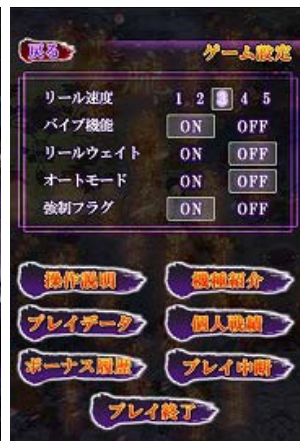 戻る ゲーム設定
リール速度 1 2 3 4 5
バイブ機能 ON OFF
リールウェイト ON OFF
オートモード ON OFF
強制フラグ ON OFF
操作説明 機種紹介
プレイデータ 個人戦績
ボーナス履歴 プレイ中断
プレイ終了